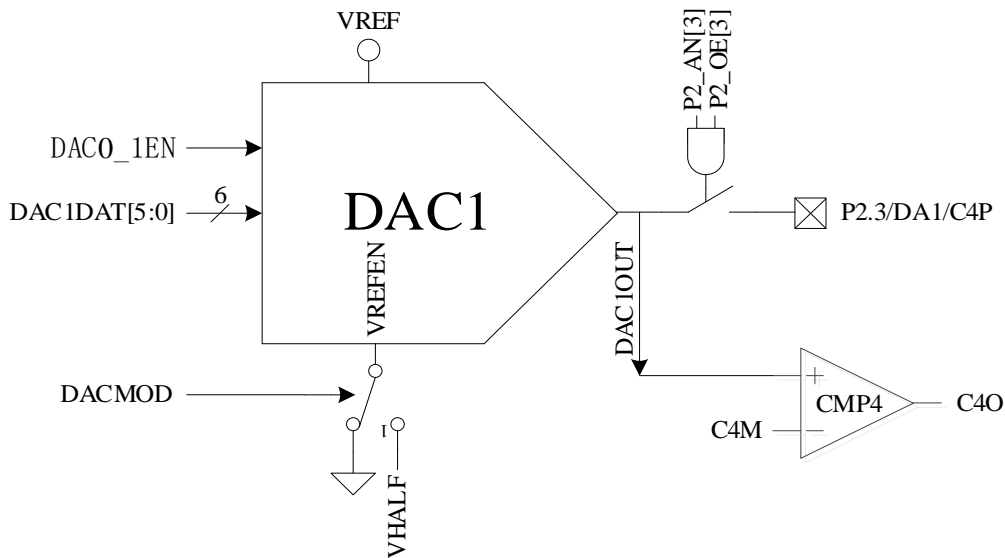 VREF
P2_AN[3]
P2_OE[3]
DAC0_1EN
DAC1DAT[5:0]
6
DAC1
P2.3/DA1/C4P
VREFEN
DAC1OUT
DACMOD
+
CMP4
C4O
C4M
1
VHALF